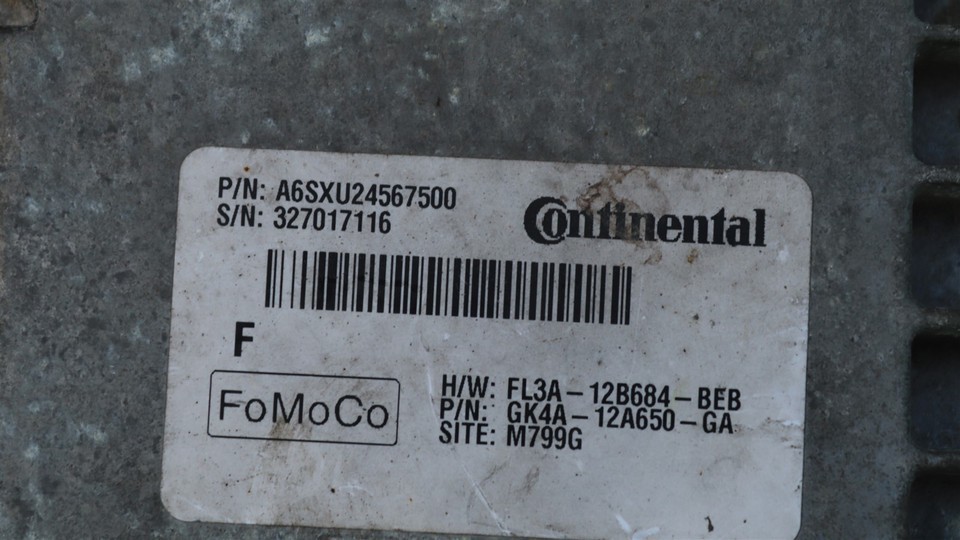 P/N: A6SXU24567500
S/N: 327017116
Continental
F
FoMoCo
H/W: FL3A-12B684-BEB
P/N: GK4A-12A650-GA
SITE: M799G